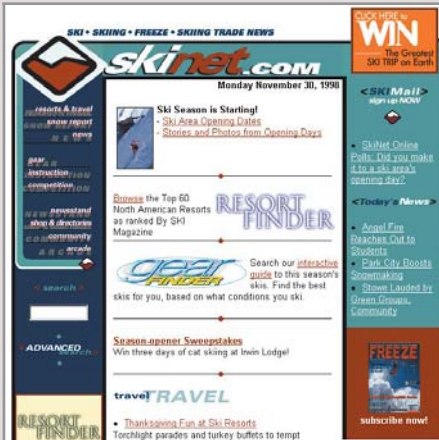 SKI • SKIING • FREEZE • SKIING TRADE NEWS
skinet.com
CLICK HERE to
WIN
The Greatest
SKI TRIP on Earth
Monday November 30, 1998
resorts & travel
snow report
news
gear
instruction
competition
newsstand
shop & directories
community
arcade
< search >
ADVANCED
search >
RESORT
FINDER
Ski Season is Starting!
- Ski Area Opening Dates
- Stories and Photos from Opening Days
Browse the Top 60
North American Resorts
as ranked By SKI
Magazine
RESORT
FINDER
gear
FINDER
Search our interactive
guide to this season's
skis. Find the best
skis for you, based on what conditions you ski.
Season-opener Sweepstakes
Win three days of cat skiing at Irwin Lodge!
travel TRAVEL
• Thanksgiving Fun at Ski Resorts
Torchlight parades and turkey buffets to tempt
<SKIMail>
sign up NOW
• SkiNet Online
Polls: Did you make
it to a ski area's
opening day?
<Today's News>
• Angel Fire
Reaches Out to
Students
• Park City Boosts
Snowmaking
• Stowe Lauded by
Green Groups,
Community
FREEZE
subscribe now!